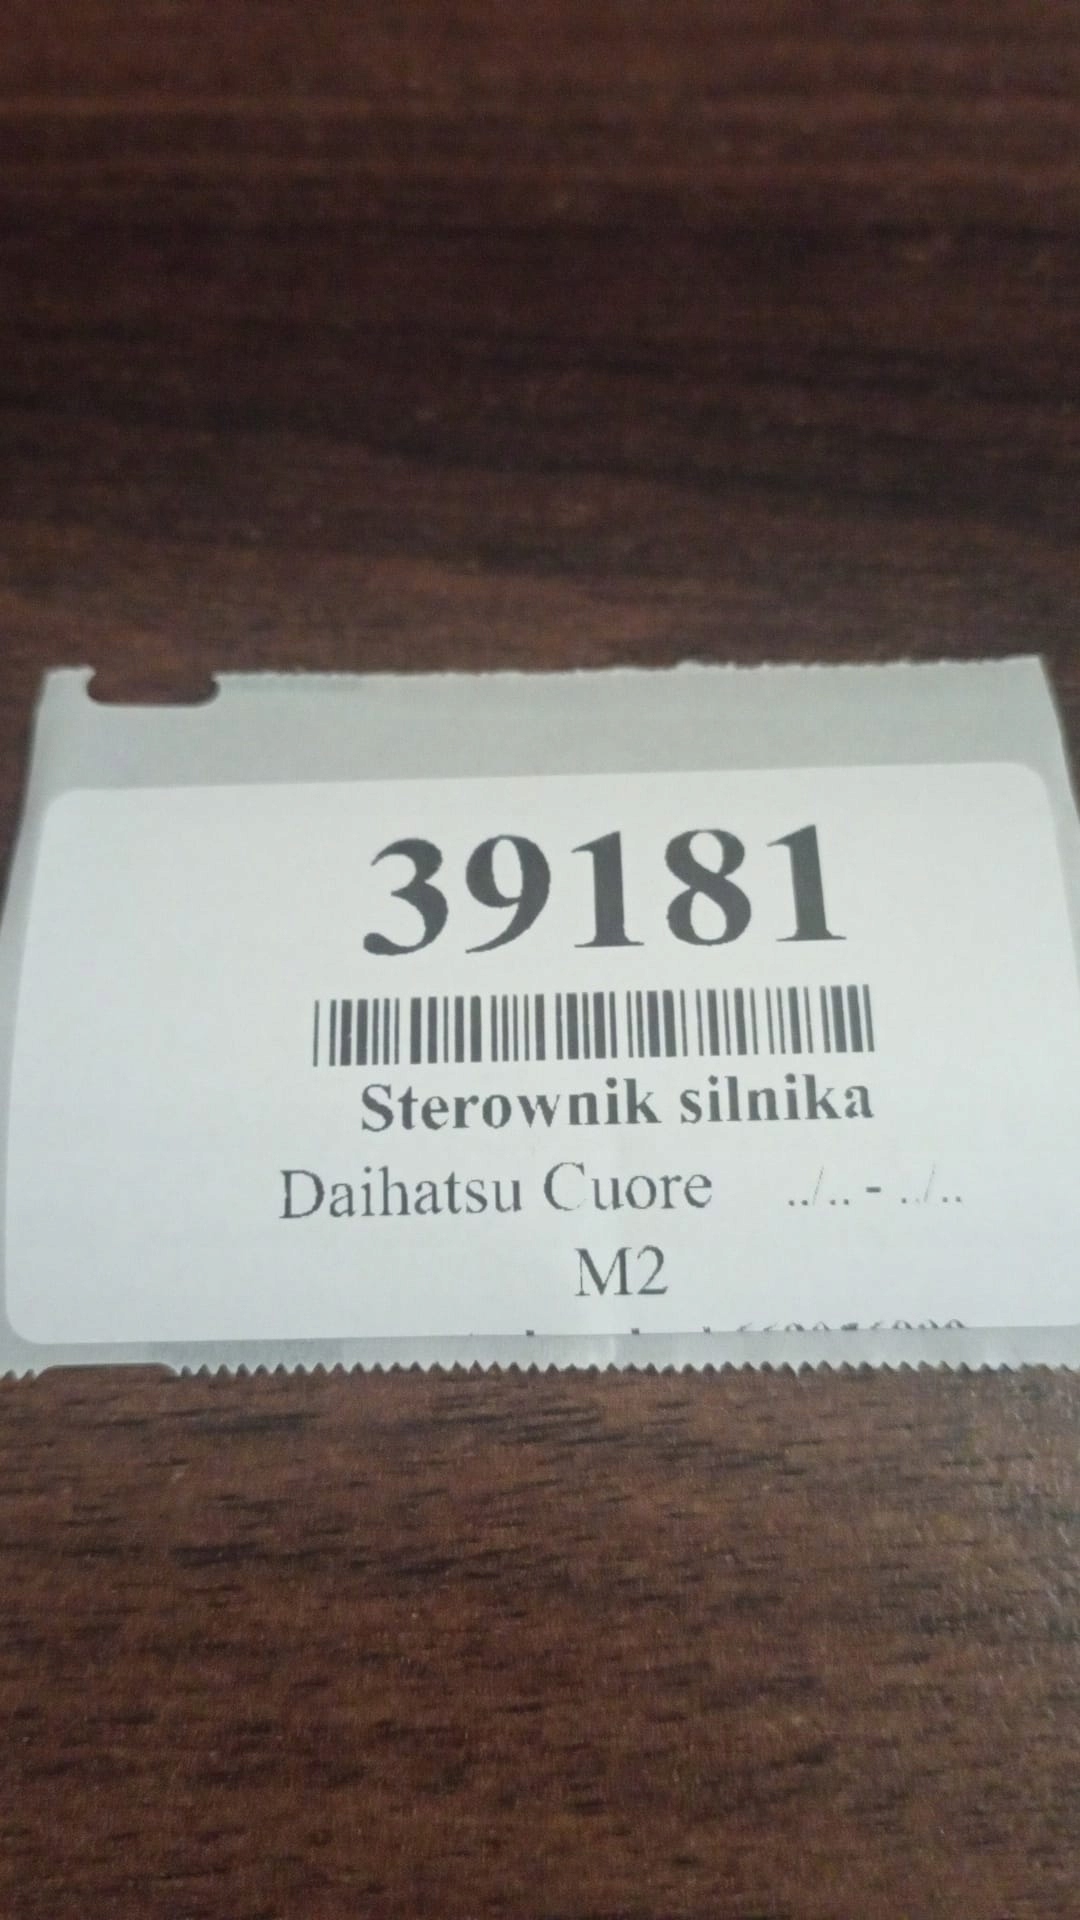 39181
Sterownik silnika
Daihatsu Cuore ../.. - ../..
M2